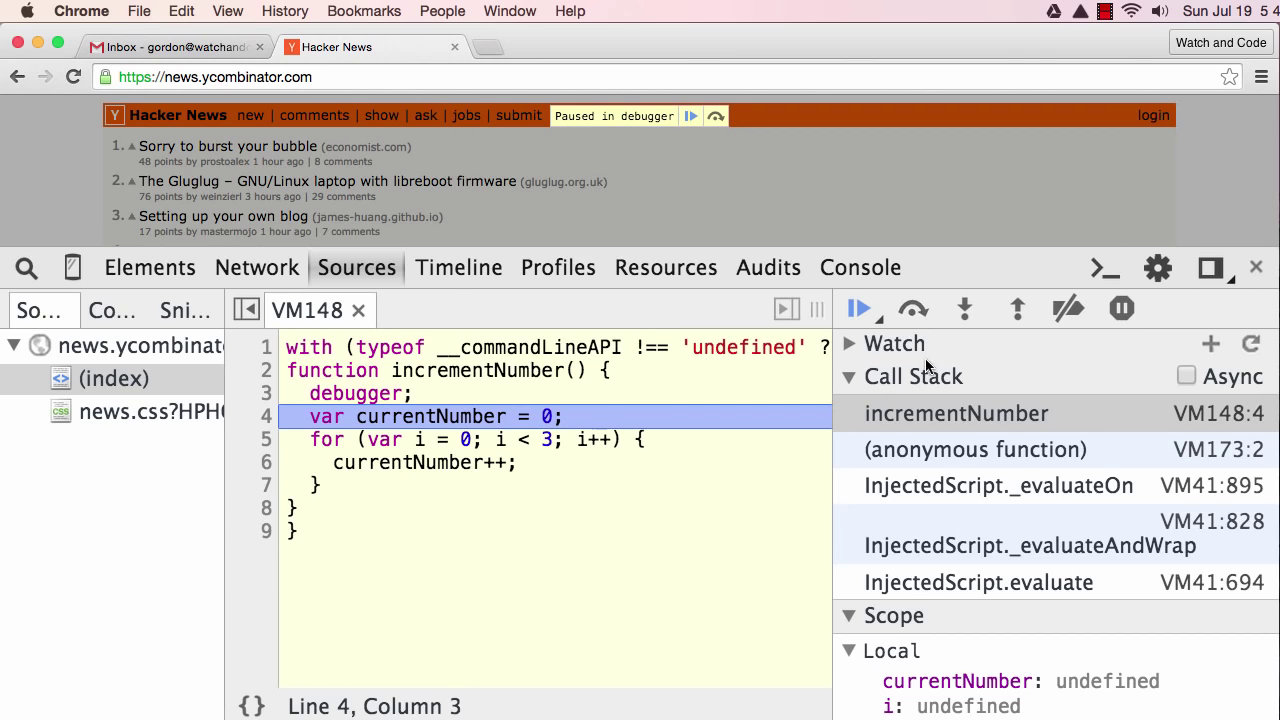 Chrome File Edit View History Bookmarks People Window Help Sun Jul 19 5 4
Inbox - gordon@watchand Hacker News Watch and Code
https://news.ycombinator.com
Y Hacker News new | comments | show | ask | jobs | submit Paused in debugger login
1. Sorry to burst your bubble (economist.com)
48 points by prostoalex 1 hour ago | 8 comments
2. The Gluglug – GNU/Linux laptop with libreboot firmware (gluglug.org.uk)
76 points by weinzierl 3 hours ago | 29 comments
3. Setting up your own blog (james-huang.github.io)
17 points by mastermojo 1 hour ago | 7 comments
Elements Network Sources Timeline Profiles Resources Audits Console
So... Co... Sni... VM148
news.ycombinat
(index)
news.css?HPHC
1 with (typeof __commandLineAPI !== 'undefined' ?
2 function incrementNumber() {
3 debugger;
4 var currentNumber = 0;
5 for (var i = 0; i < 3; i++) {
6 currentNumber++;
7 }
8 }
9 }
{} Line 4, Column 3
Watch
Call Stack Async
incrementNumber VM148:4
(anonymous function) VM173:2
InjectedScript._evaluateOn VM41:895
VM41:828
InjectedScript._evaluateAndWrap
InjectedScript.evaluate VM41:694
Scope
Local
currentNumber: undefined
i: undefined